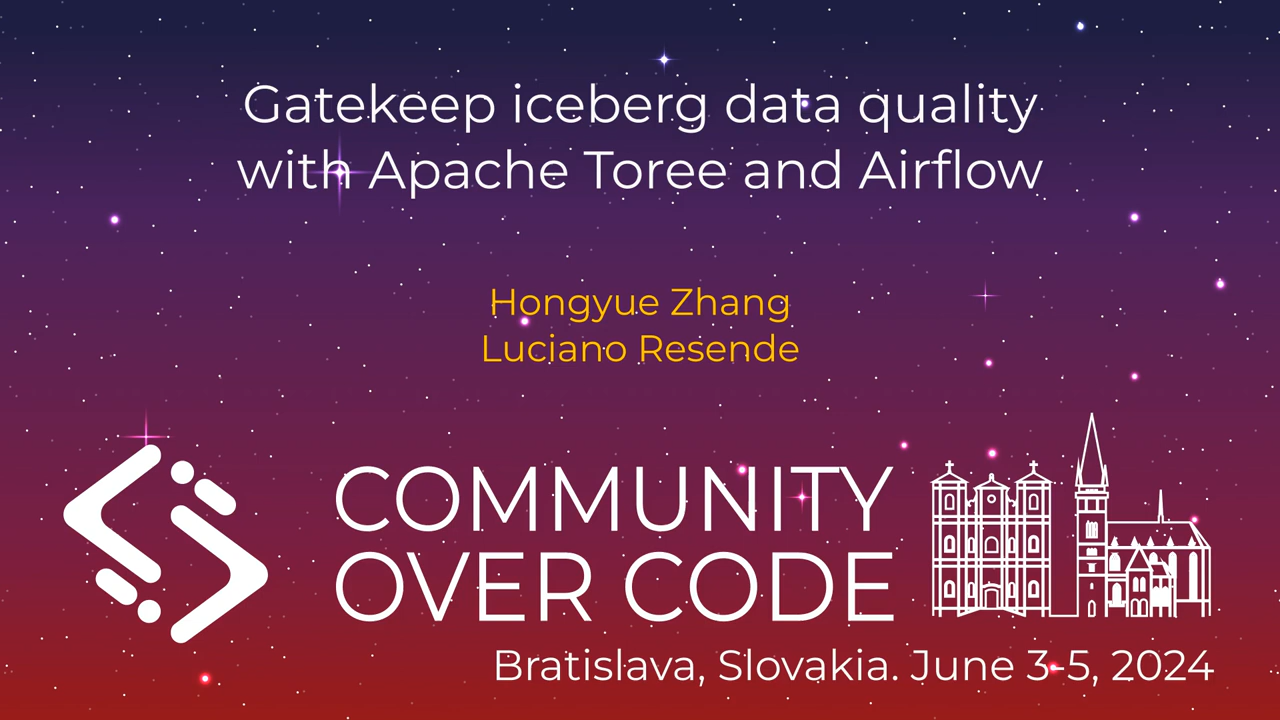 Gatekeep iceberg data quality
with Apache Toree and Airflow
Hongyue Zhang
Luciano Resende
COMMUNITY
OVER CODE
Bratislava, Slovakia. June 3-5, 2024